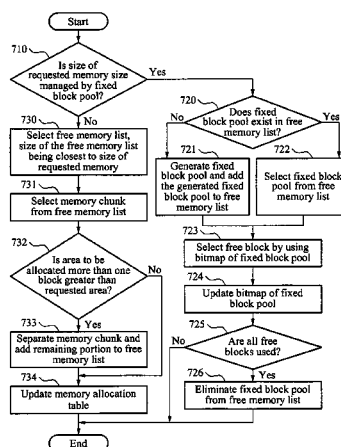 Start
710
Is size of
requested memory size
managed by fixed
block pool?
Yes
No
720
Does fixed
block pool exist in free
memory list?
No
Yes
730
Select free memory list,
size of the free memory list
being closest to size of
requested memory
721
Generate fixed
block pool and add
the generated fixed
block pool to free
memory list
722
Select fixed block
pool from free
memory list
731
Select memory chunk
from free memory list
723
Select free block by using
bitmap of fixed block pool
732
Is area to be
allocated more than one
block greater than
requested area?
No
Yes
724
Update bitmap of fixed
block pool
725
Are all free
blocks used?
No
Yes
733
Separate memory chunk and
add remaining portion to free
memory list
726
Eliminate fixed block pool
from free memory list
734
Update memory allocation
table
End